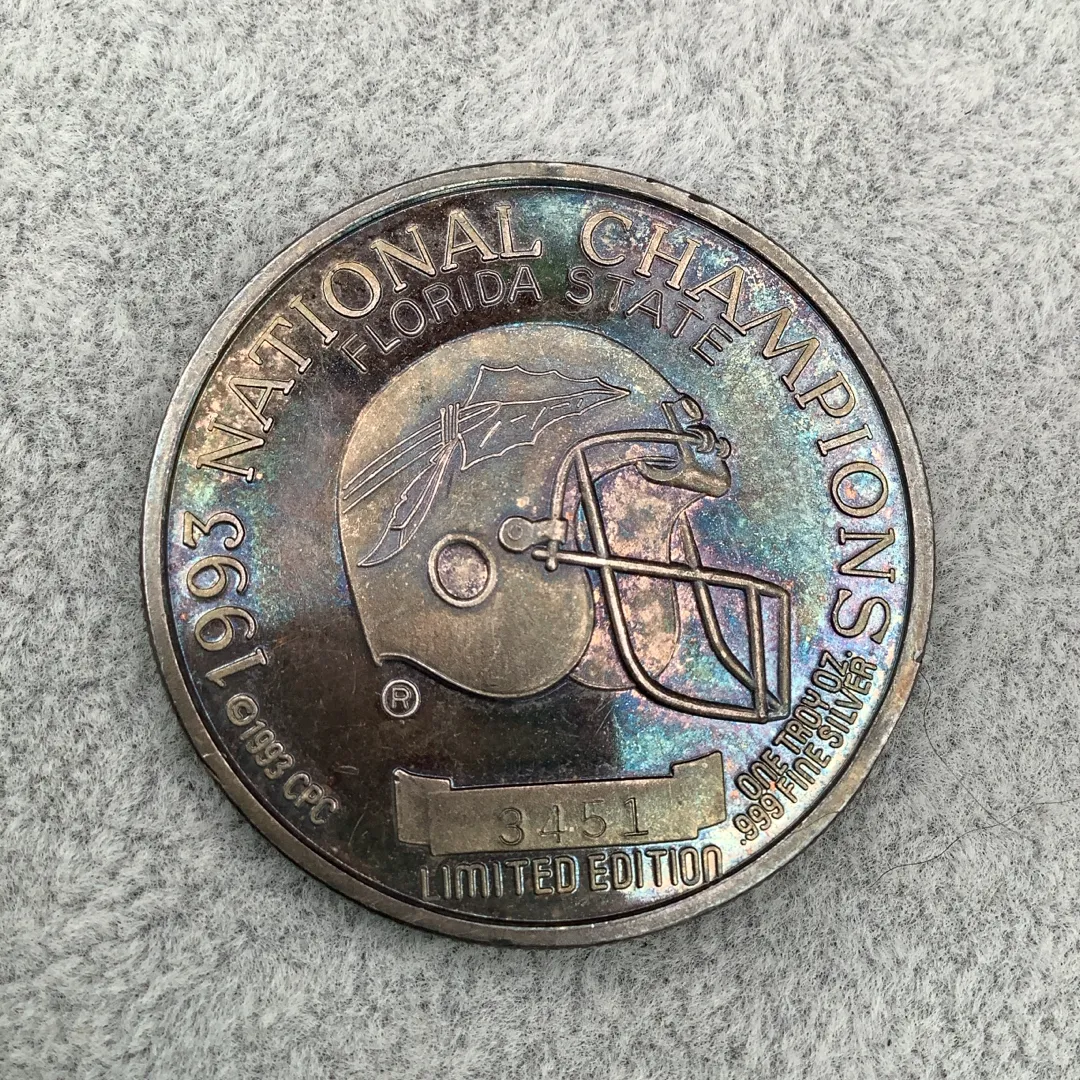 1993 NATIONAL CHAMPIONS
FLORIDA STATE
®
©1993 CPC
ONE TROY OZ.
.999 FINE SILVER
3451
LIMITED EDITION